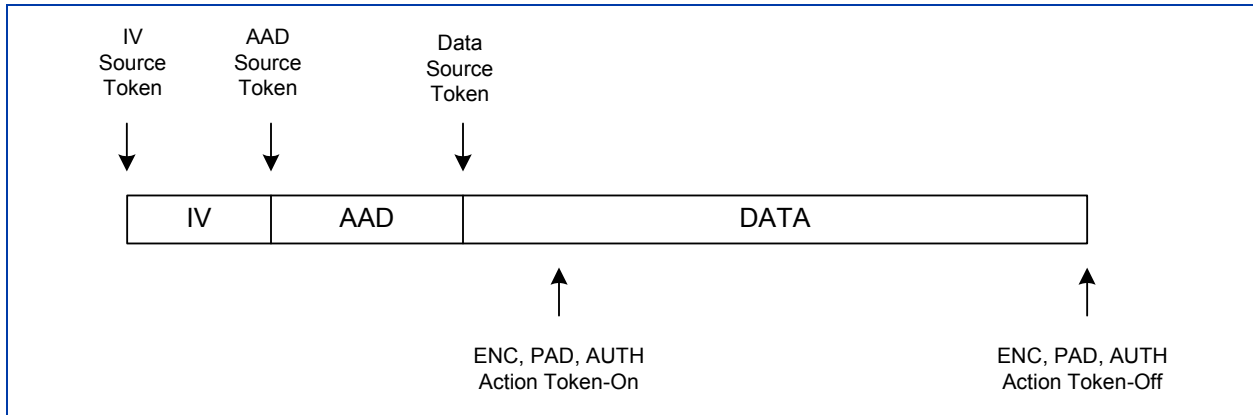 IV
Source
Token
AAD
Source
Token
Data
Source
Token
IV
AAD
DATA
ENC, PAD, AUTH
Action Token-On
ENC, PAD, AUTH
Action Token-Off